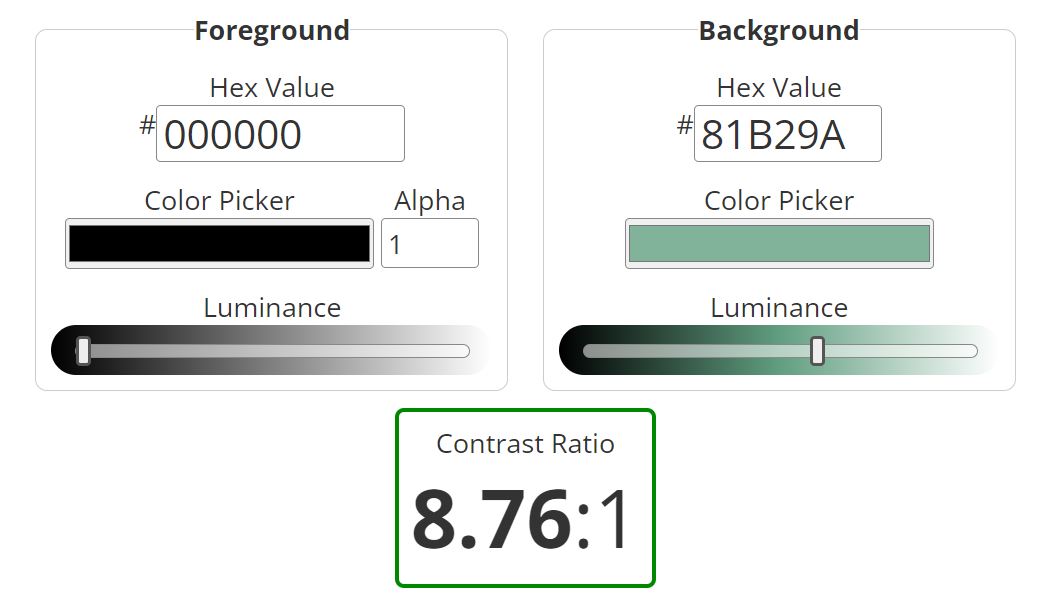 Foreground
Hex Value
#000000
Color Picker
Alpha
1
Luminance
Background
Hex Value
#81B29A
Color Picker
Luminance
Contrast Ratio
8.76:1